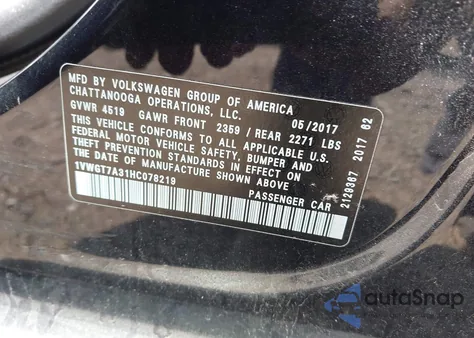 MFD BY VOLKSWAGEN GROUP OF AMERICA
CHATTANOOGA OPERATIONS, LLC. 05/2017
GVWR 4519 GAWR FRONT 2359 / REAR 2271 LBS
THIS VEHICLE CONFORMS TO ALL APPLICABLE U.S.
FEDERAL MOTOR VEHICLE SAFETY, BUMPER AND
THEFT PREVENTION STANDARDS IN EFFECT ON
THE DATE OF MANUFACTURE SHOWN ABOVE.
1VWGT7A31HC078219
PASSENGER CAR
2129367 2017 62
autoSnap